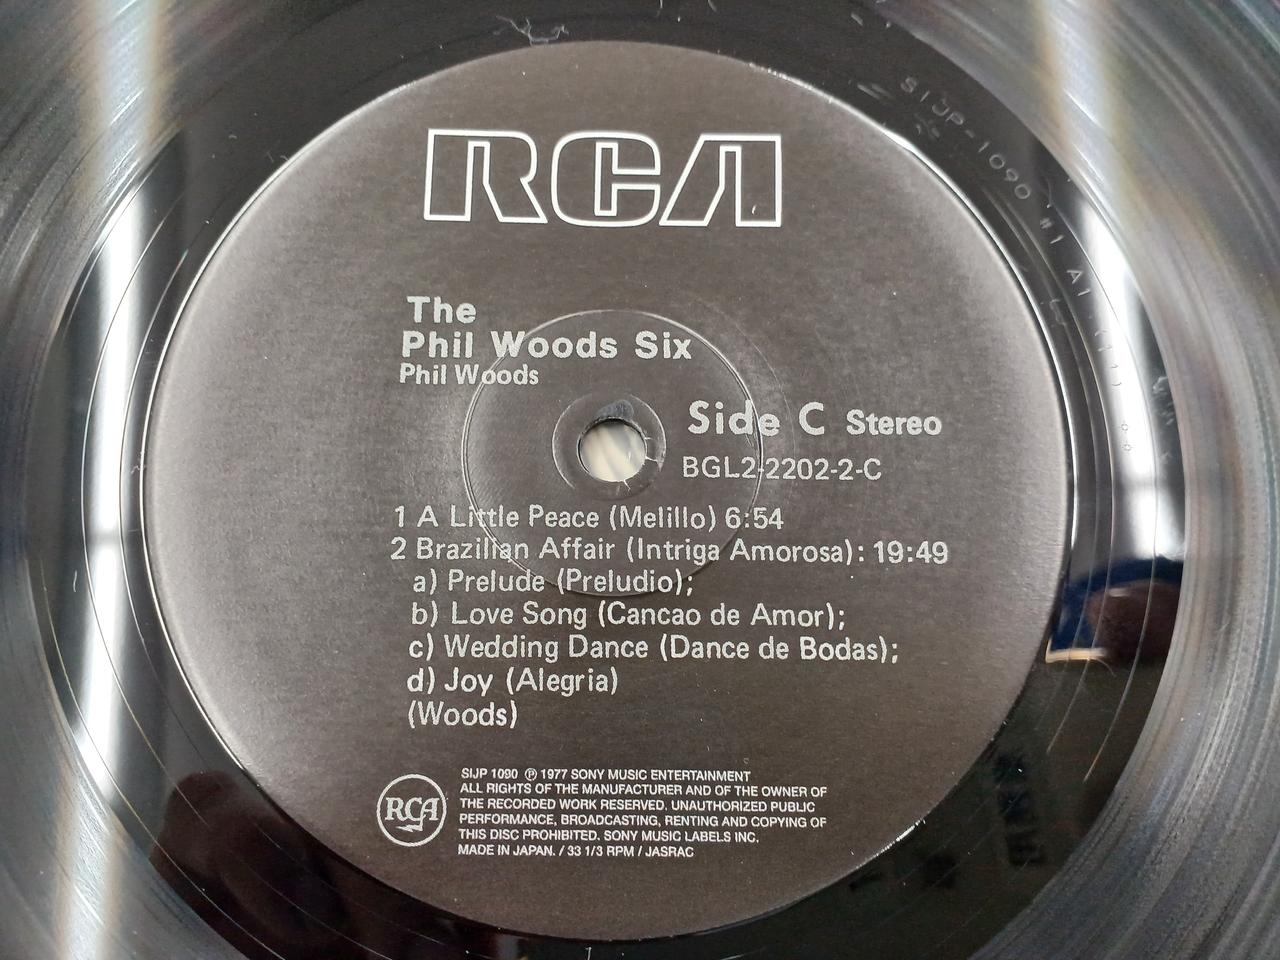 RCA
The
Phil Woods Six
Phil Woods
Side C Stereo
BGL2-2202-2-C
1 A Little Peace (Melillo) 6:54
2 Brazilian Affair (Intriga Amorosa): 19:49
a) Prelude (Preludio);
b) Love Song (Cancao de Amor);
c) Wedding Dance (Dance de Bodas);
d) Joy (Alegria)
(Woods)
RCA
SIJP 1090 ℗ 1977 SONY MUSIC ENTERTAINMENT
ALL RIGHTS OF THE MANUFACTURER AND OF THE OWNER OF
THE RECORDED WORK RESERVED. UNAUTHORIZED PUBLIC
PERFORMANCE, BROADCASTING, RENTING AND COPYING OF
THIS DISC PROHIBITED. SONY MUSIC LABELS INC.
MADE IN JAPAN. / 33 1/3 RPM / JASRAC
SIJP-1090 #1 A1